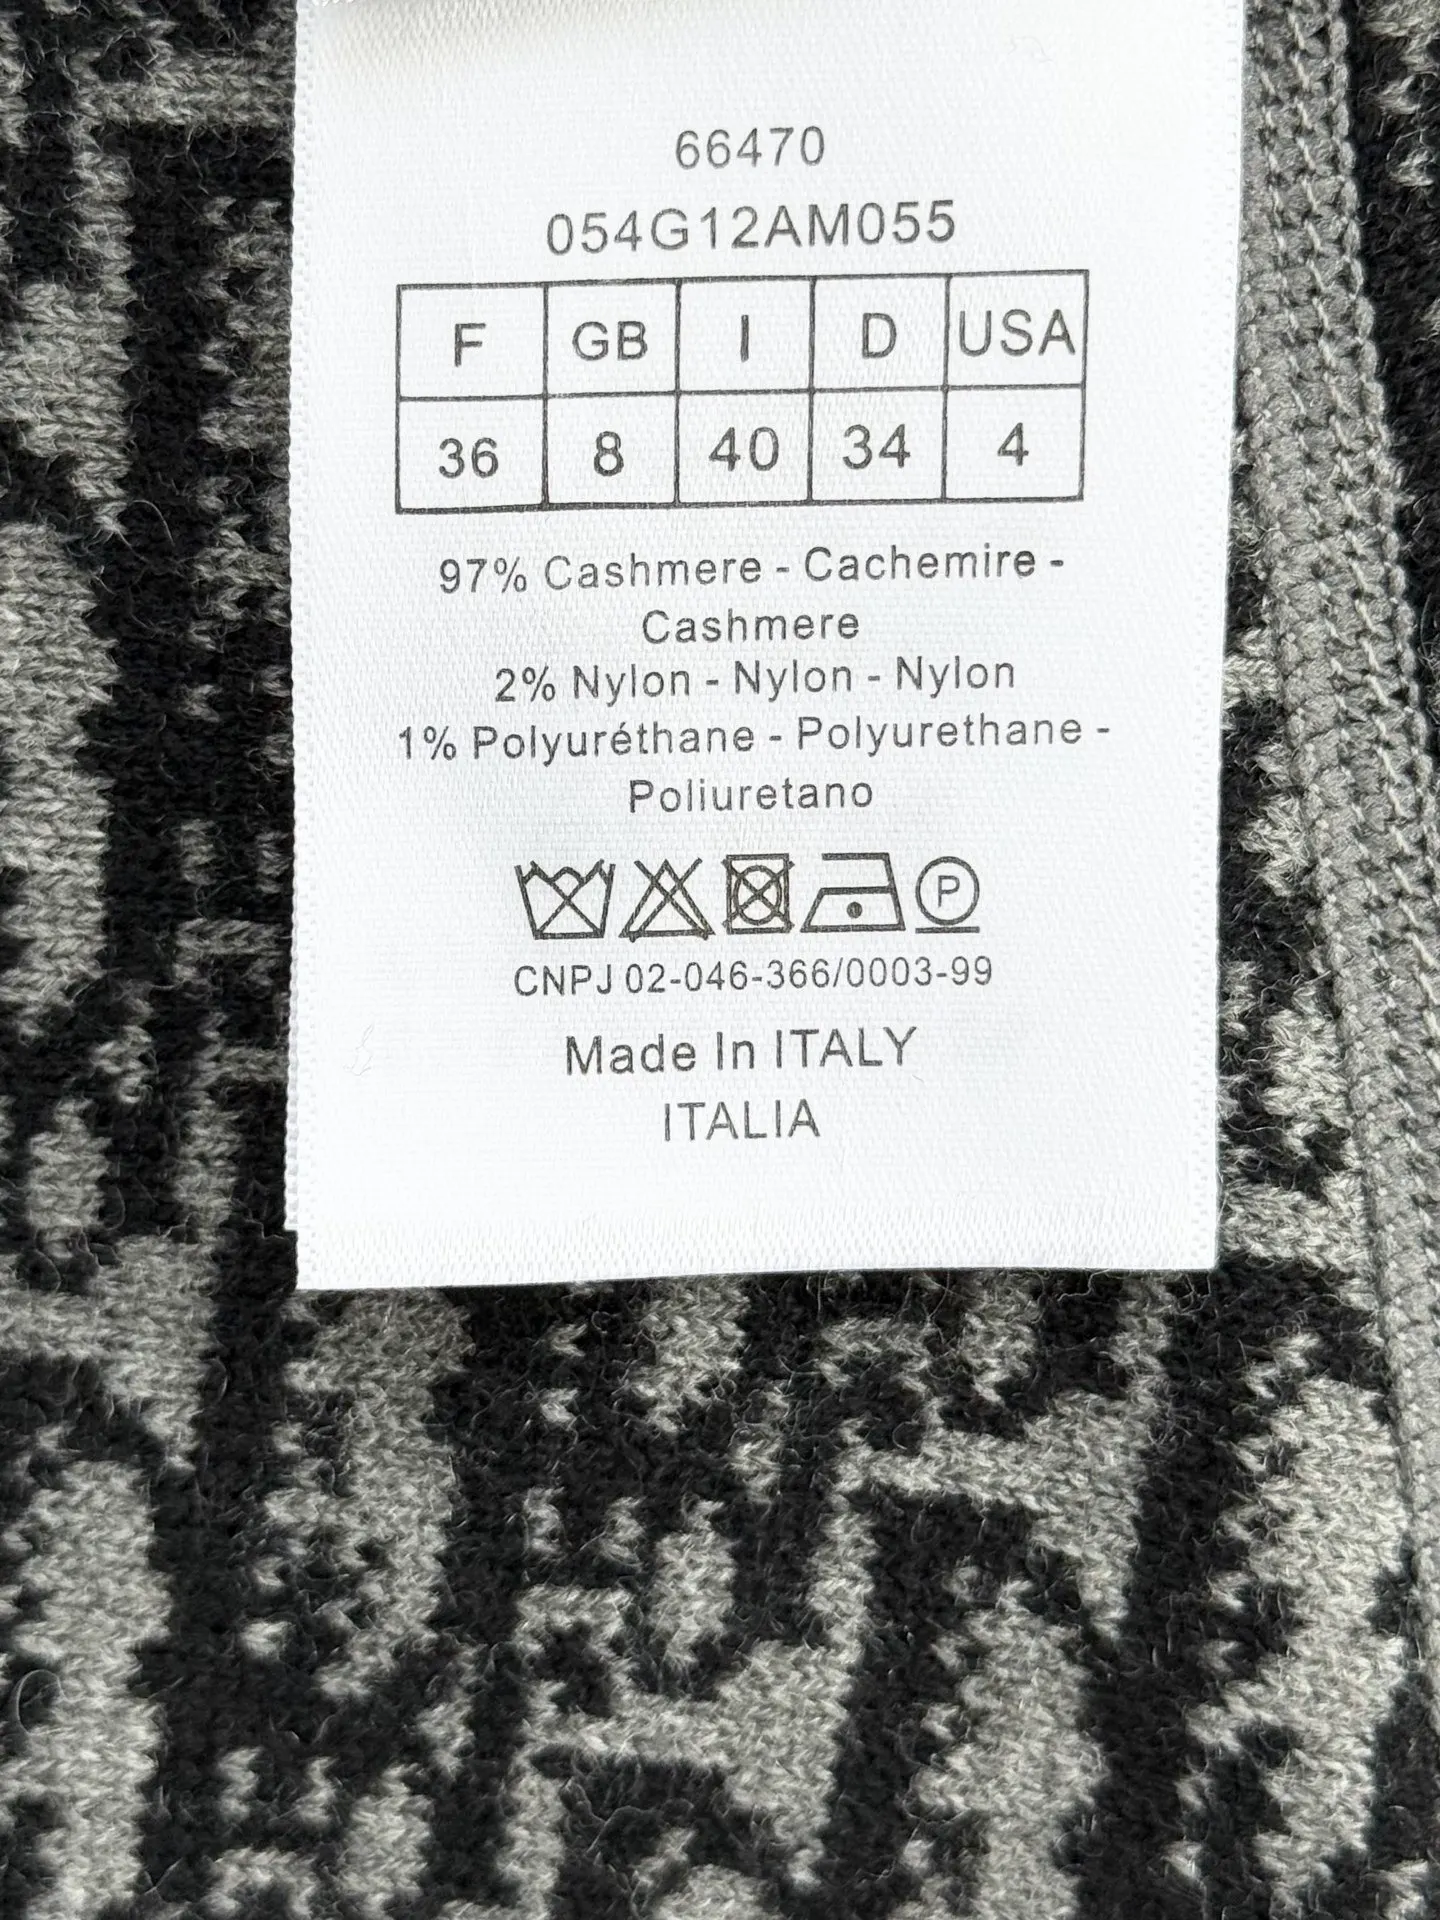 66470
054G12AM055
F GB I D USA
36 8 40 34 4
97% Cashmere - Cachemire -
Cashmere
2% Nylon - Nylon - Nylon
1% Polyuréthane - Polyurethane -
Poliuretano
P
CNPJ 02-046-366/0003-99
Made In ITALY
ITALIA